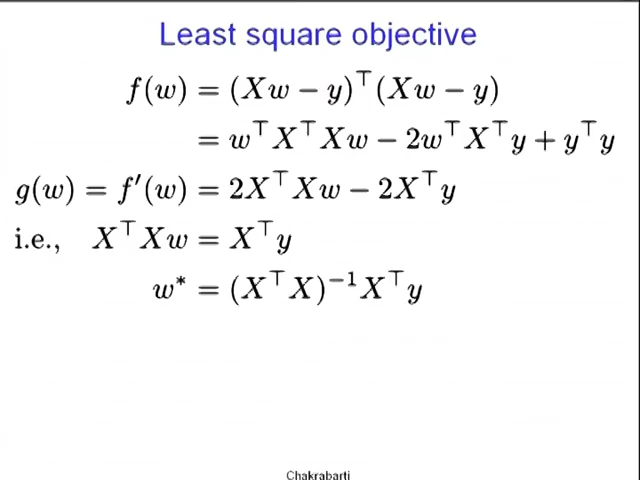 Least square objective
f(w) = (Xw − y)^⊤(Xw − y)
= w^⊤X^⊤Xw − 2w^⊤X^⊤y + y^⊤y
g(w) = f′(w) = 2X^⊤Xw − 2X^⊤y
i.e., X^⊤Xw = X^⊤y
w* = (X^⊤X)^−1X^⊤y
Chakrabarti